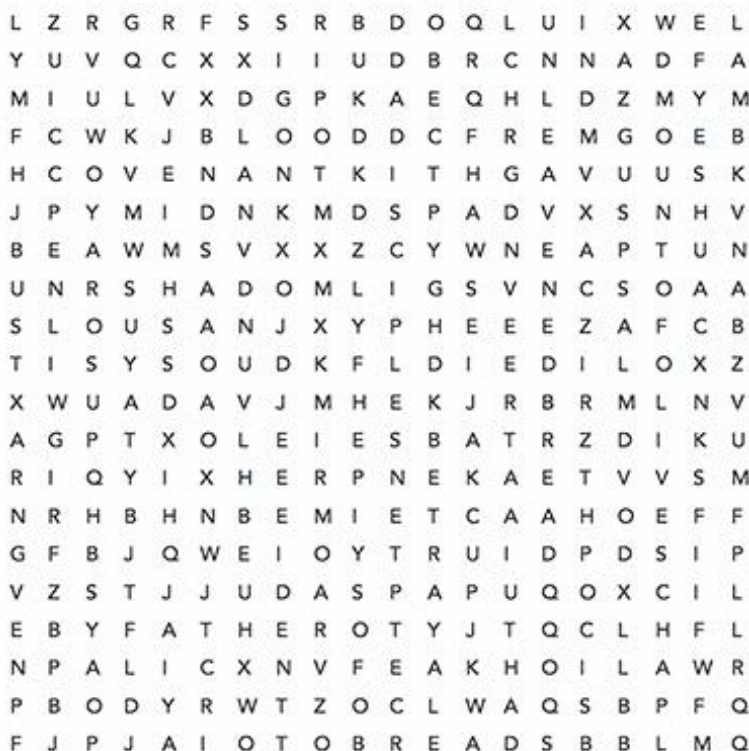 L Z R G R F S S R B D O Q L U I X W E L
Y U V Q C X X I I U D B R C N N A D F A
M I U L V X D G P K A E Q H L D Z M Y M
F C W K J B L O O D D C F R E M G O E B
H C O V E N A N T K I T H G A V U U S K
J P Y M I D N K M D S P A D V X S N H V
B E A W M S V X X Z C Y W N E A P T U N
U N R S H A D O M L I G S V N C S O A A
S L O U S A N J X Y P H E E E Z A F C B
T I S Y S O U D K F L D I E D I L O X Z
X W U A D A V J M H E K J R B R M L N V
A G P T X O L E I E S B A T R Z D I K U
R I Q Y I X H E R P N E K A E T V V S M
N R H B H N B E M I E T C A A H O E F F
G F B J Q W E I O Y T R U I D P D S I P
V Z S T J J U D A S P A P U Q O X C I L
E B Y F A T H E R O T Y J T Q C L H F L
N P A L I C X N V F E A K H O I L A W R
P B O D Y R W T Z O C L W A Q S B P F Q
F J P J A I O T O B R E A D S B B L M Q